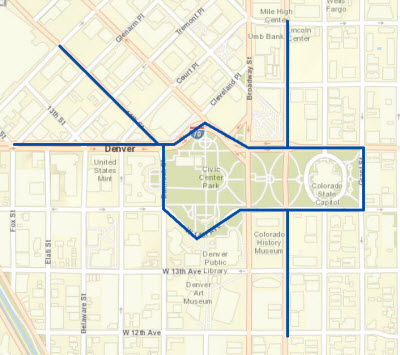 Mile High
Center
Wells
Fargo
Lincoln
Center
Umb Bank
Glenarm Pl
Tremont Pl
Court Pl
Cleveland Pl
Broadway St
13th St
Denver
United
States
Mint
Civic
Center
Park
Colorado
State
Capitol
Grant St
Fox St
Elati St
Delaware St
Colorado
History
Museum
Denver
Public
Library
W 13th Ave
Denver
Art
Museum
W 12th Ave